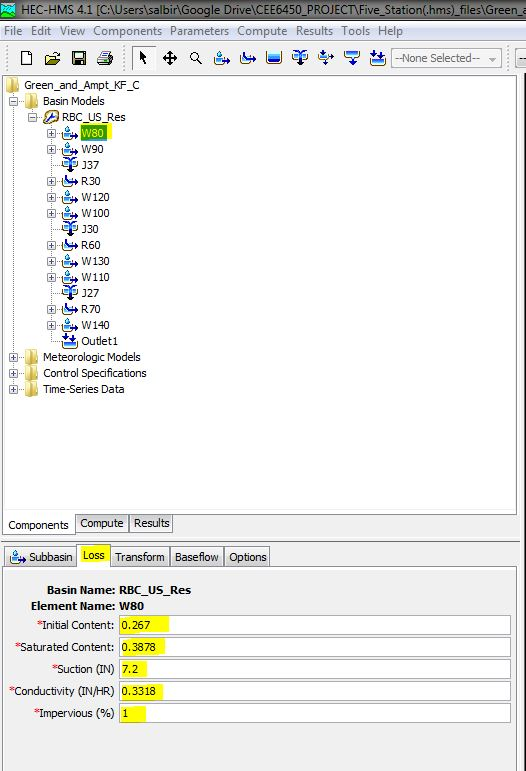 HEC-HMS 4.1 [C:\Users\salbir\Google Drive\CEE6450_PROJECT\Five_Station(.hms)_files\Green_a
File Edit View Components Parameters Compute Results Tools Help
--None Selected--
Green_and_Ampt_KF_C
Basin Models
RBC_US_Res
W80
W90
J37
R30
W120
W100
J30
R60
W130
W110
J27
R70
W140
Outlet1
Meteorologic Models
Control Specifications
Time-Series Data
Components Compute Results
Subbasin Loss Transform Baseflow Options
Basin Name: RBC_US_Res
Element Name: W80
*Initial Content: 0.267
*Saturated Content: 0.3878
*Suction (IN) 7.2
*Conductivity (IN/HR) 0.3318
*Impervious (%) 1